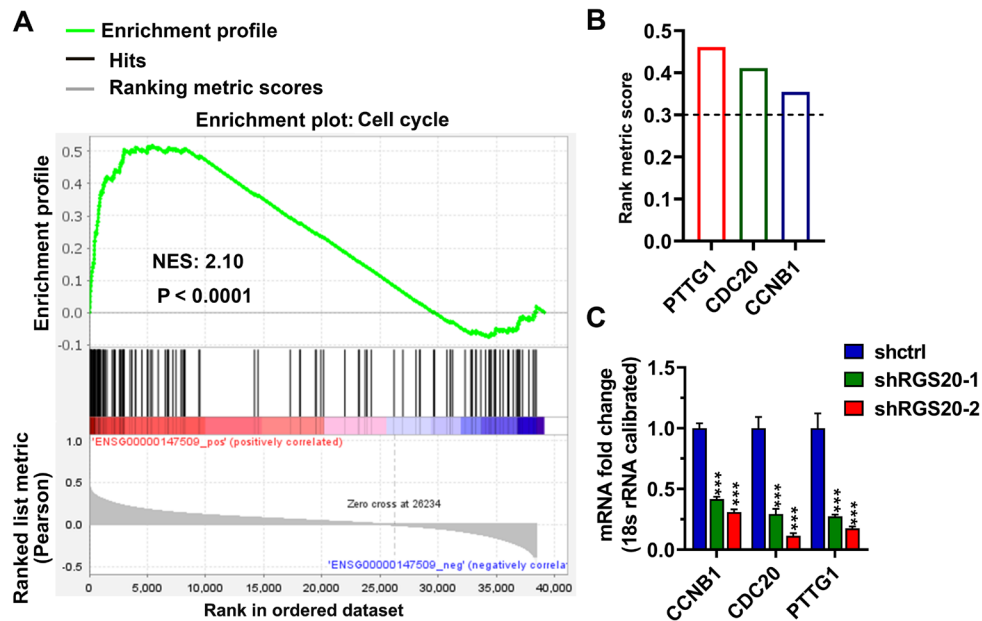 A
Enrichment profile
Hits
Ranking metric scores
Enrichment plot: Cell cycle
Enrichment profile
0.5
0.4
0.3
0.2
0.1
0.0
-0.1
NES: 2.10
P < 0.0001
Ranked list metric
(Pearson)
1.0
0.5
0.0
-0.5
'ENSG00000147509_pos' (positively correlated)
Zero cross at 26234
'ENSG00000147509_neg' (negatively correla
0
5,000
10,000
15,000
20,000
25,000
30,000
35,000
40,000
Rank in ordered dataset
B
Rank metric score
0.5
0.4
0.3
0.2
0.1
0.0
PTTG1
CDC20
CCNB1
C
shctrl
shRGS20-1
shRGS20-2
mRNA fold change
(18s rRNA calibrated)
1.5
1.0
0.5
0.0
***
***
***
***
***
***
CCNB1
CDC20
PTTG1